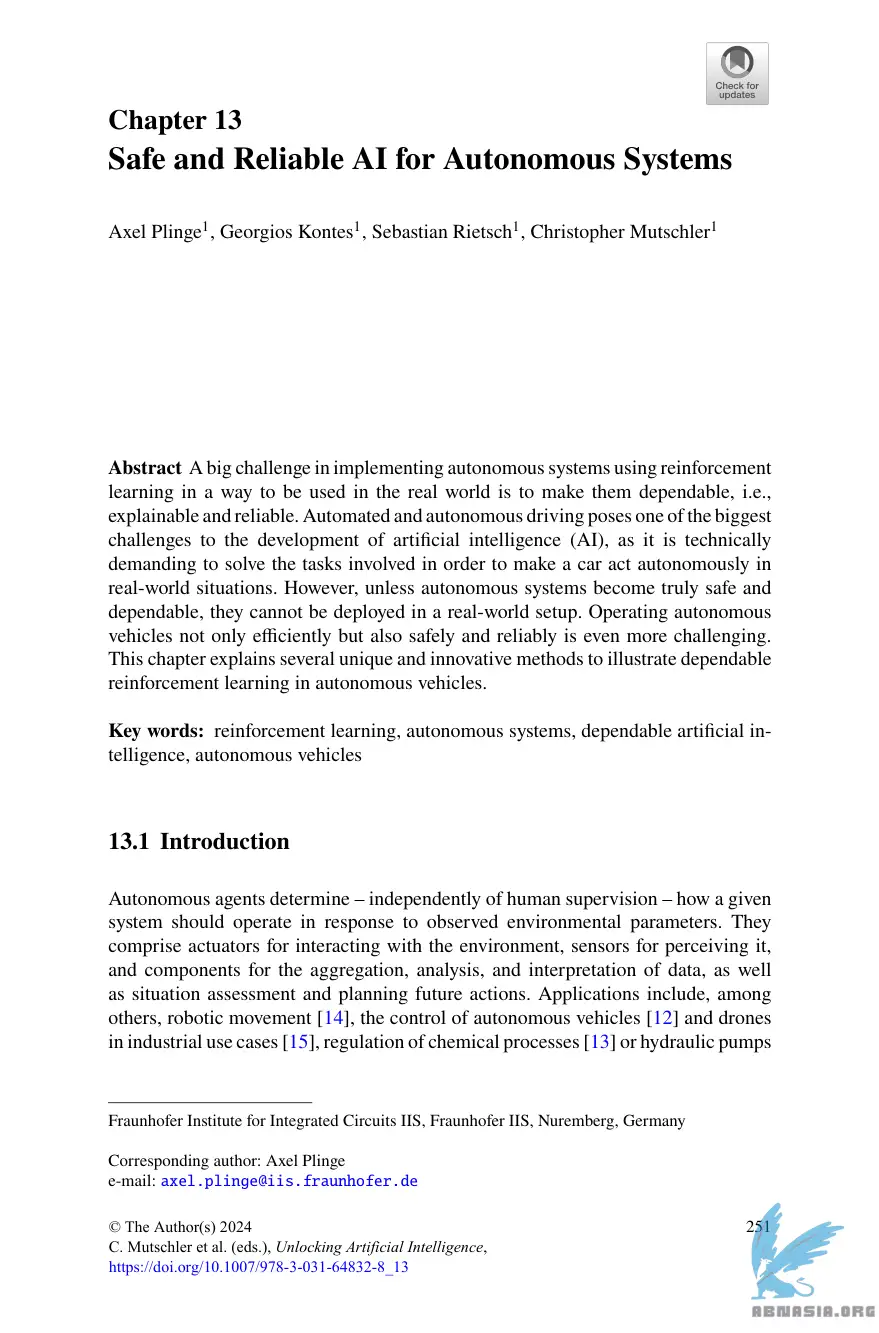 Check for
updates
Chapter 13
Safe and Reliable AI for Autonomous Systems
Axel Plinge1, Georgios Kontes1, Sebastian Rietsch1, Christopher Mutschler1
Abstract A big challenge in implementing autonomous systems using reinforcement
learning in a way to be used in the real world is to make them dependable, i.e.,
explainable and reliable. Automated and autonomous driving poses one of the biggest
challenges to the development of artificial intelligence (AI), as it is technically
demanding to solve the tasks involved in order to make a car act autonomously in
real-world situations. However, unless autonomous systems become truly safe and
dependable, they cannot be deployed in a real-world setup. Operating autonomous
vehicles not only efficiently but also safely and reliably is even more challenging.
This chapter explains several unique and innovative methods to illustrate dependable
reinforcement learning in autonomous vehicles.
Key words: reinforcement learning, autonomous systems, dependable artificial in-
telligence, autonomous vehicles
13.1 Introduction
Autonomous agents determine – independently of human supervision – how a given
system should operate in response to observed environmental parameters. They
comprise actuators for interacting with the environment, sensors for perceiving it,
and components for the aggregation, analysis, and interpretation of data, as well
as situation assessment and planning future actions. Applications include, among
others, robotic movement [14], the control of autonomous vehicles [12] and drones
in industrial use cases [15], regulation of chemical processes [13] or hydraulic pumps
Fraunhofer Institute for Integrated Circuits IIS, Fraunhofer IIS, Nuremberg, Germany
Corresponding author: Axel Plinge
e-mail: axel.plinge@iis.fraunhofer.de
© The Author(s) 2024
251
C. Mutschler et al. (eds.), Unlocking Artificial Intelligence,
https://doi.org/10.1007/978-3-031-64832-8_13
ABNASIA.ORG